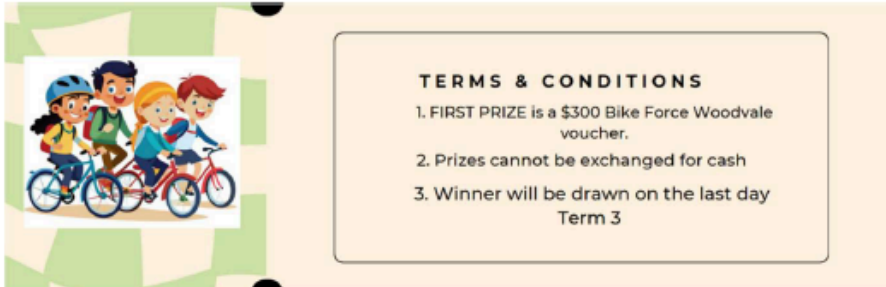 TERMS & CONDITIONS
1. FIRST PRIZE is a $300 Bike Force Woodvale
voucher.
2. Prizes cannot be exchanged for cash
3. Winner will be drawn on the last day
Term 3